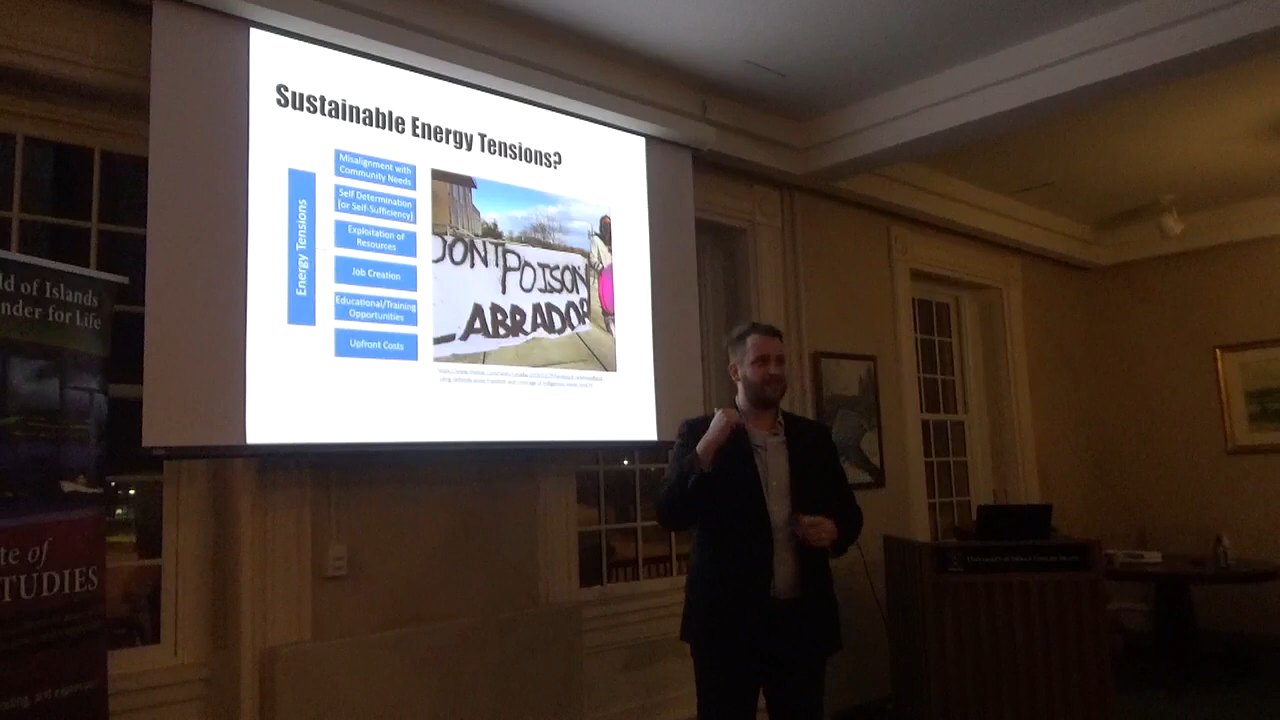 Sustainable Energy Tensions?
Energy Tensions
Misalignment with
Community Needs
Self Determination
(or Self-Sufficiency)
Exploitation of
Resources
Job Creation
Educational/Training
Opportunities
Upfront Costs
DONT POISON
LABRADOR
ld of Islands
nder for Life
te of
TUDIES